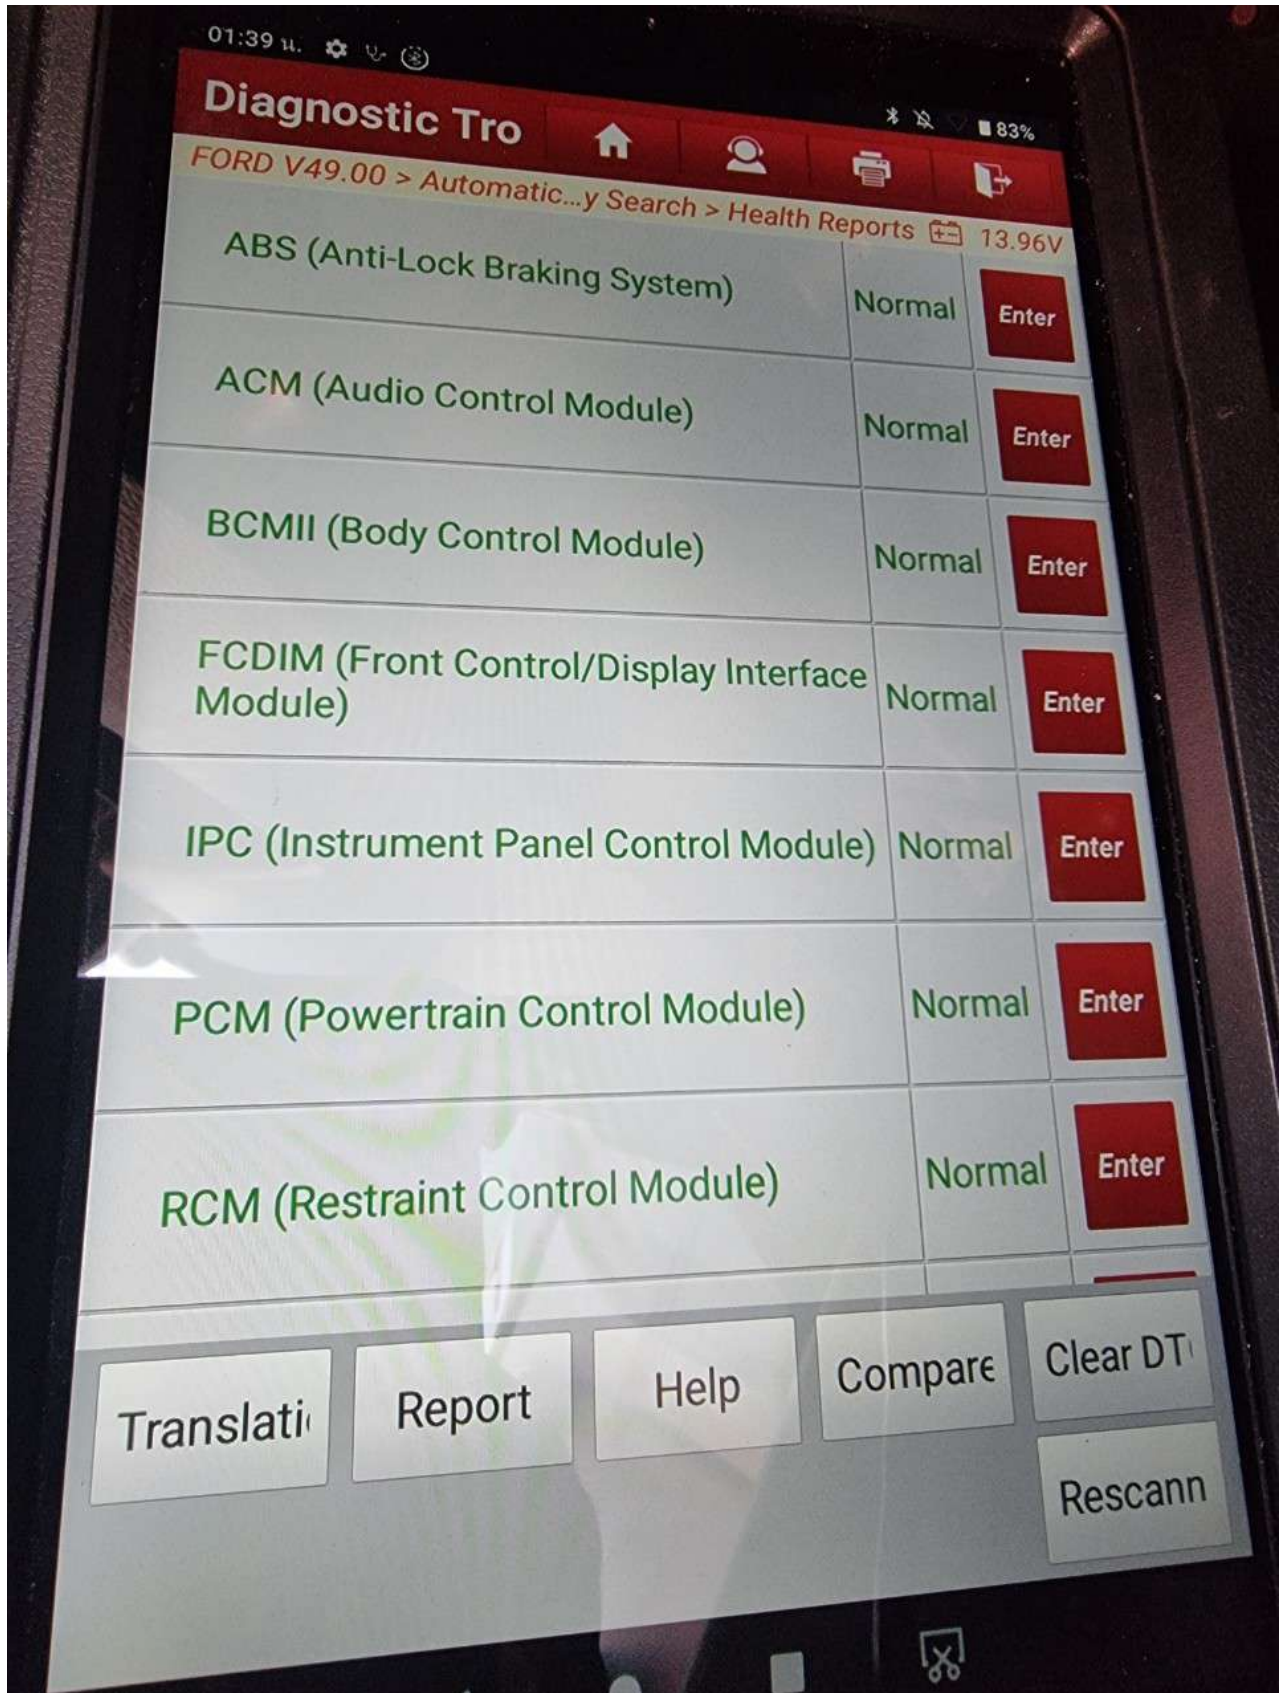 01:39 น.
83%
Diagnostic Tro
FORD V49.00 > Automatic...y Search > Health Reports 13.96V
ABS (Anti-Lock Braking System) Normal Enter
ACM (Audio Control Module) Normal Enter
BCMII (Body Control Module) Normal Enter
FCDIM (Front Control/Display Interface
Module) Normal Enter
IPC (Instrument Panel Control Module) Normal Enter
PCM (Powertrain Control Module) Normal Enter
RCM (Restraint Control Module) Normal Enter
Translati
Report
Help
Compare
Clear DT
Rescann